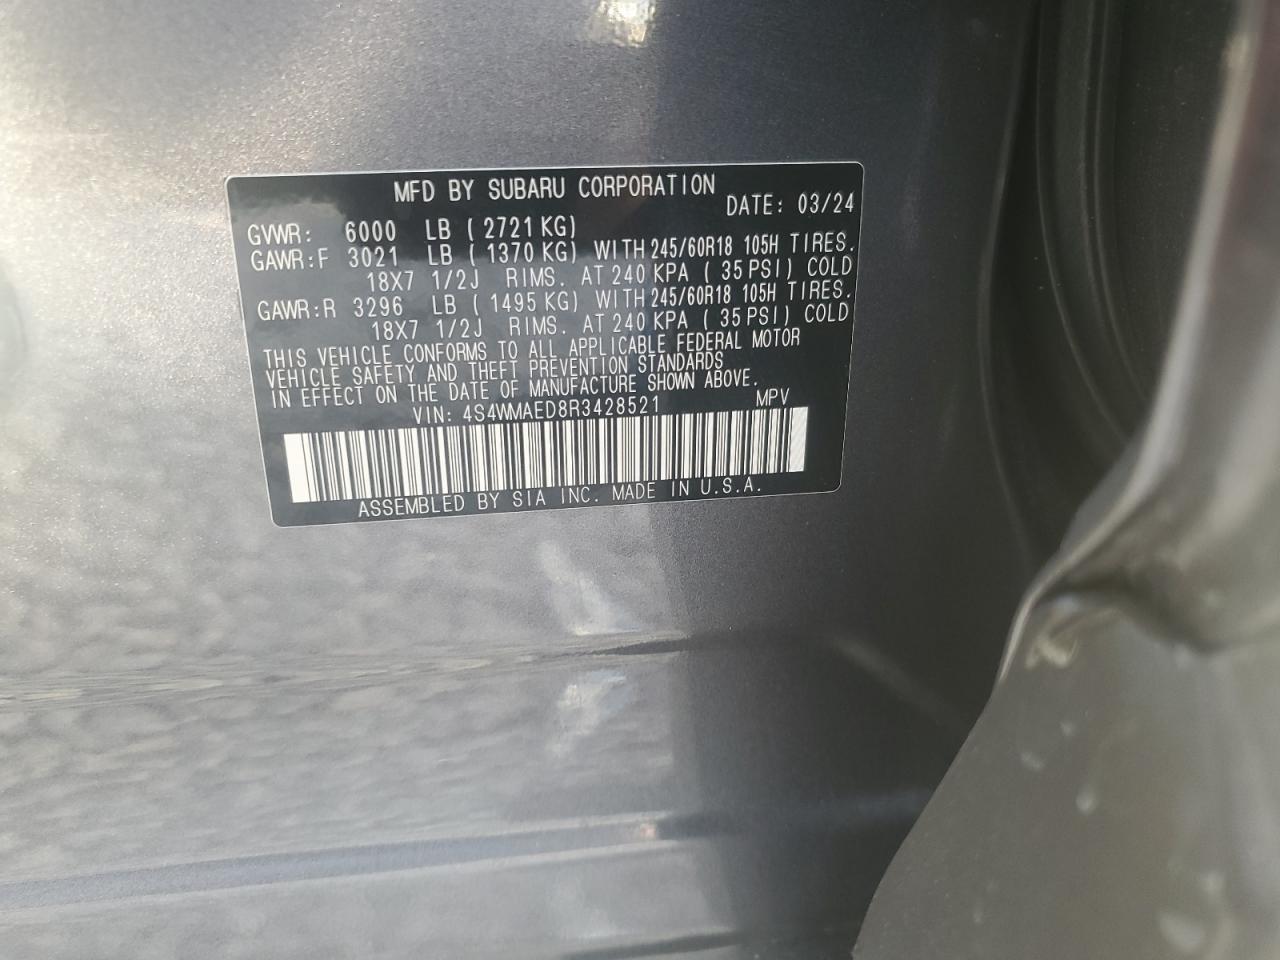 MFD BY SUBARU CORPORATION
DATE: 03/24
GVWR: 6000 LB (2721KG)
GAWR:F 3021 LB (1370 KG) WITH 245/60R18 105H TIRES.
18X7 1/2J RIMS. AT 240 KPA (35 PSI) COLD
GAWR:R 3296 LB (1495 KG) WITH 245/60R18 105H TIRES.
18X7 1/2J RIMS. AT 240 KPA (35 PSI) COLD
THIS VEHICLE CONFORMS TO ALL APPLICABLE FEDERAL MOTOR
VEHICLE SAFETY AND THEFT PREVENTION STANDARDS
IN EFFECT ON THE DATE OF MANUFACTURE SHOWN ABOVE.
VIN: 4S4WMAED8R3428521 MPV
ASSEMBLED BY SIA INC. MADE IN U.S.A.